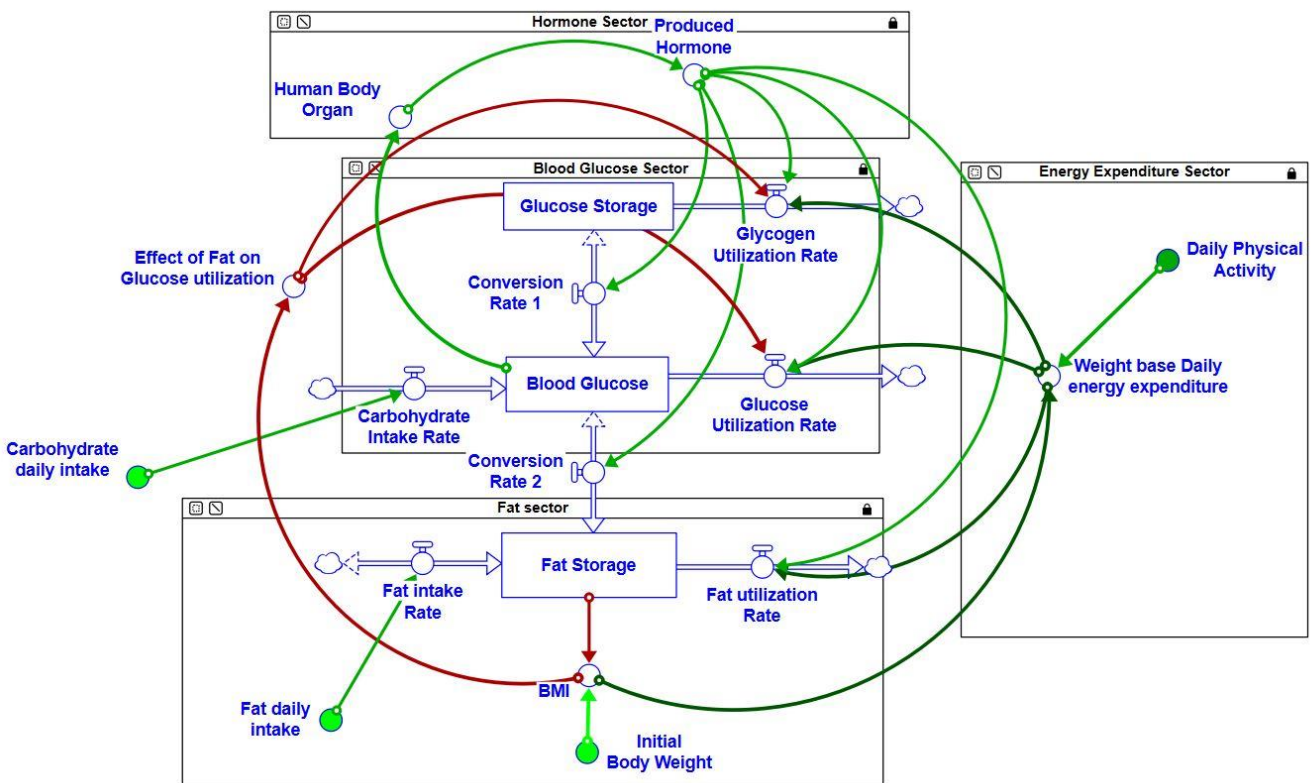 Hormone Sector
Produced
Hormone
Human Body
Organ
Blood Glucose Sector
Energy Expenditure Sector
Glucose Storage
Glycogen
Utilization Rate
Effect of Fat on
Glucose utilization
Daily Physical
Activity
Conversion
Rate 1
Blood Glucose
Weight base Daily
energy expenditure
Carbohydrate
Intake Rate
Glucose
Utilization Rate
Carbohydrate
daily intake
Conversion
Rate 2
Fat sector
Fat Storage
Fat intake
Rate
Fat utilization
Rate
BMI
Fat daily
intake
Initial
Body Weight